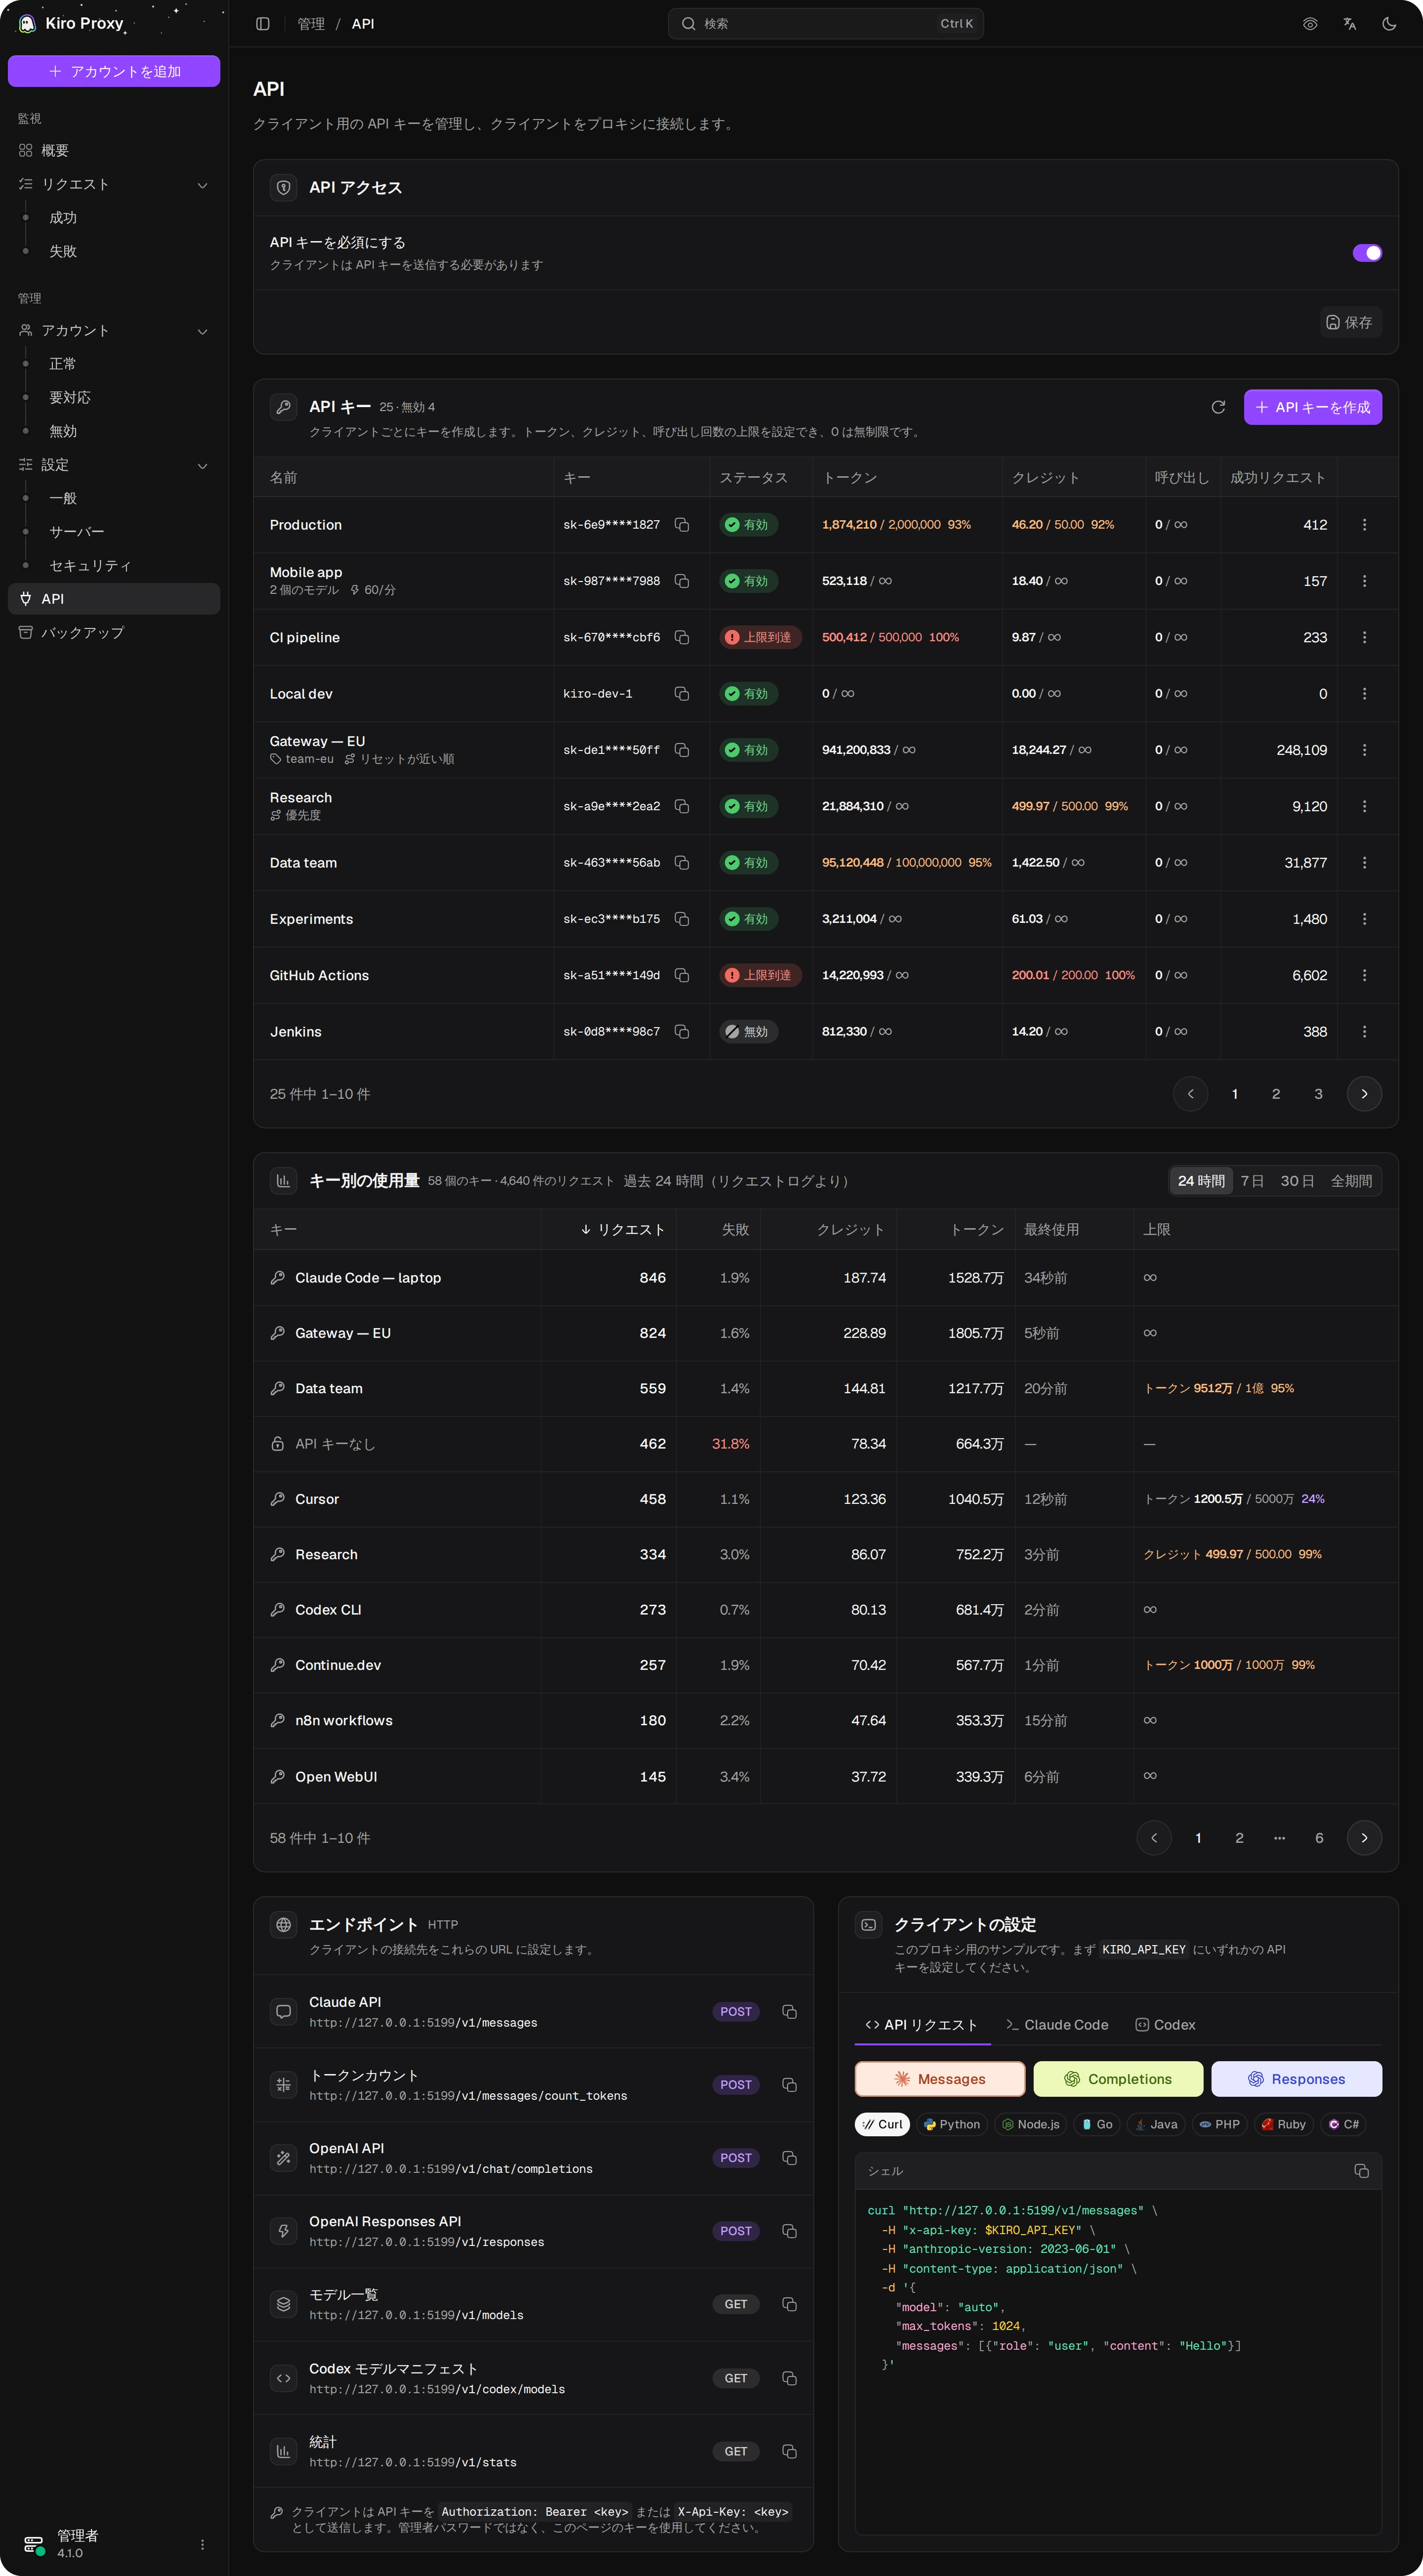 Kiro Proxy
管理 / API
検索
Ctrl K
アカウントを追加
監視
概要
リクエスト
成功
失敗
管理
アカウント
正常
要対応
無効
設定
一般
サーバー
セキュリティ
API
バックアップ
管理者
4.1.0
API
クライアント用の API キーを管理し、クライアントをプロキシに接続します。
API アクセス
API キーを必須にする
クライアントは API キーを送信する必要があります
保存
API キー 25 · 無効 4
クライアントごとにキーを作成します。トークン、クレジット、呼び出し回数の上限を設定でき、0 は無制限です。
API キーを作成
名前 キー ステータス トークン クレジット 呼び出し 成功リクエスト
Production sk-6e9****1827 有効 1,874,210 / 2,000,000 93% 46.20 / 50.00 92% 0 / ∞ 412
Mobile app sk-987****7988 有効 523,118 / ∞ 18.40 / ∞ 0 / ∞ 157
2 個のモデル 60/分
CI pipeline sk-670****cbf6 上限到達 500,412 / 500,000 100% 9.87 / ∞ 0 / ∞ 233
Local dev kiro-dev-1 有効 0 / ∞ 0.00 / ∞ 0 / ∞ 0
Gateway — EU sk-de1****50ff 有効 941,200,833 / ∞ 18,244.27 / ∞ 0 / ∞ 248,109
team-eu リセットが近い順
Research sk-a9e****2ea2 有効 21,884,310 / ∞ 499.97 / 500.00 99% 0 / ∞ 9,120
優先度
Data team sk-463****56ab 有効 95,120,448 / 100,000,000 95% 1,422.50 / ∞ 0 / ∞ 31,877
Experiments sk-ec3****b175 有効 3,211,004 / ∞ 61.03 / ∞ 0 / ∞ 1,480
GitHub Actions sk-a51****149d 上限到達 14,220,993 / ∞ 200.01 / 200.00 100% 0 / ∞ 6,602
Jenkins sk-0d8****98c7 無効 812,330 / ∞ 14.20 / ∞ 0 / ∞ 388
25 件中 1–10 件
1 2 3
キー別の使用量 58 個のキー · 4,640 件のリクエスト 過去 24 時間（リクエストログより）
24 時間 7 日 30 日 全期間
キー ↓ リクエスト 失敗 クレジット トークン 最終使用 上限
Claude Code — laptop 846 1.9% 187.74 1528.7万 34秒前 ∞
Gateway — EU 824 1.6% 228.89 1805.7万 5秒前 ∞
Data team 559 1.4% 144.81 1217.7万 20分前 トークン 9512万 / 1億 95%
API キーなし 462 31.8% 78.34 664.3万 — —
Cursor 458 1.1% 123.36 1040.5万 12秒前 トークン 1200.5万 / 5000万 24%
Research 334 3.0% 86.07 752.2万 3分前 クレジット 499.97 / 500.00 99%
Codex CLI 273 0.7% 80.13 681.4万 2分前 ∞
Continue.dev 257 1.9% 70.42 567.7万 1分前 トークン 1000万 / 1000万 99%
n8n workflows 180 2.2% 47.64 353.3万 15分前 ∞
Open WebUI 145 3.4% 37.72 339.3万 6分前 ∞
58 件中 1–10 件
1 2 ••• 6
エンドポイント HTTP
クライアントの接続先をこれらの URL に設定します。
Claude API
http://127.0.0.1:5199/v1/messages
POST
トークンカウント
http://127.0.0.1:5199/v1/messages/count_tokens
POST
OpenAI API
http://127.0.0.1:5199/v1/chat/completions
POST
OpenAI Responses API
http://127.0.0.1:5199/v1/responses
POST
モデル一覧
http://127.0.0.1:5199/v1/models
GET
Codex モデルマニフェスト
http://127.0.0.1:5199/v1/codex/models
GET
統計
http://127.0.0.1:5199/v1/stats
GET
クライアントは API キーを Authorization: Bearer <key> または X-Api-Key: <key>
として送信します。管理者パスワードではなく、このページのキーを使用してください。
クライアントの設定
このプロキシ用のサンプルです。まず KIRO_API_KEY にいずれかの API
キーを設定してください。
API リクエスト Claude Code Codex
Messages Completions Responses
Curl Python Node.js Go Java PHP Ruby C#
シェル
curl "http://127.0.0.1:5199/v1/messages" \
-H "x-api-key: $KIRO_API_KEY" \
-H "anthropic-version: 2023-06-01" \
-H "content-type: application/json" \
-d '{
"model": "auto",
"max_tokens": 1024,
"messages": [{"role": "user", "content": "Hello"}]
}'